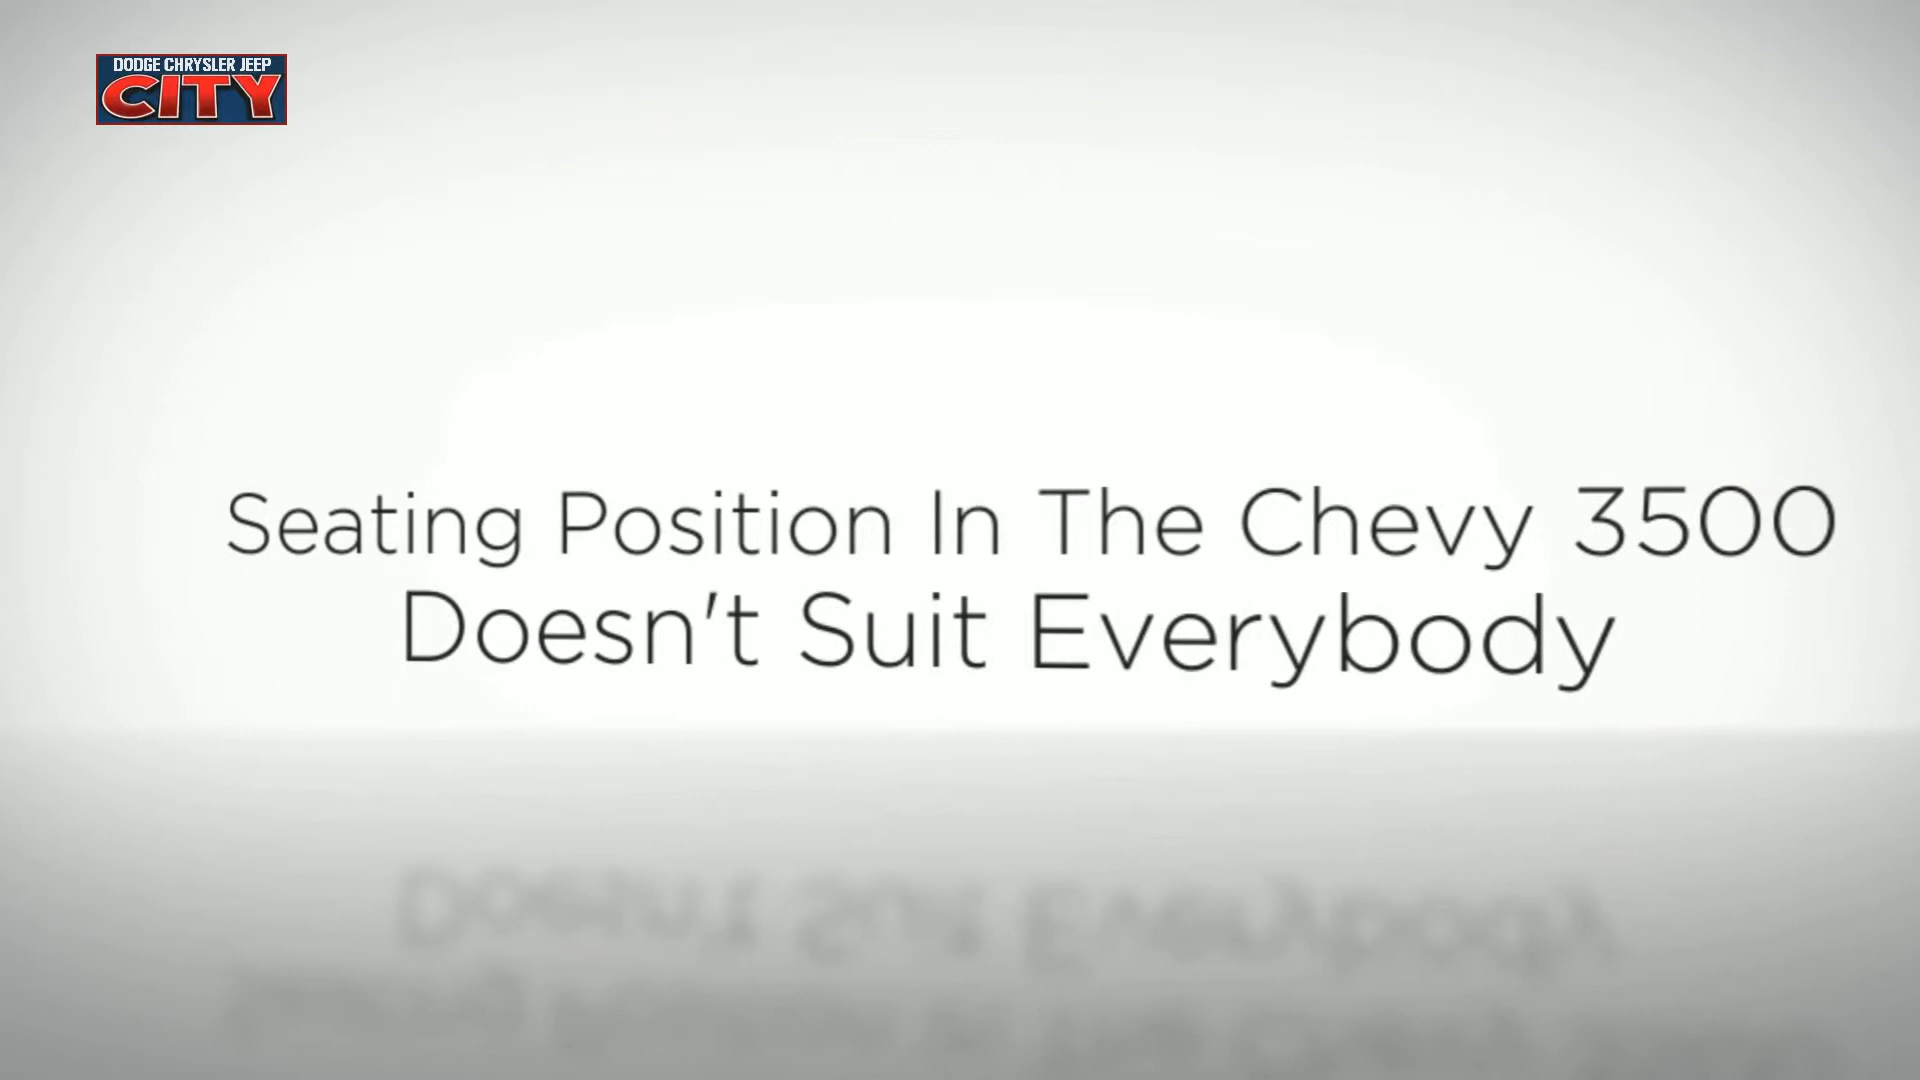 DODGE CHRYSLER JEEP
CITY
Seating Position In The Chevy 3500
Doesn't Suit Everybody